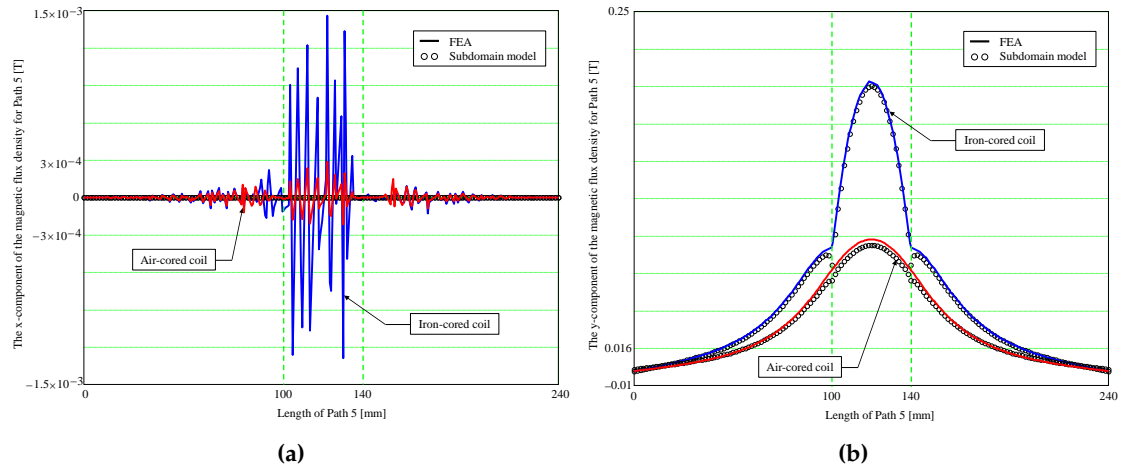 The x-component of the magnetic flux density for Path 5 [T]
1.5×10⁻³
3×10⁻⁴
0
−3×10⁻⁴
−1.5×10⁻³
FEA
Subdomain model
Air-cored coil
Iron-cored coil
0
100
140
240
Length of Path 5 [mm]
(a)
The y-component of the magnetic flux density for Path 5 [T]
0.25
0.016
−0.01
FEA
Subdomain model
Iron-cored coil
Air-cored coil
0
100
140
240
Length of Path 5 [mm]
(b)